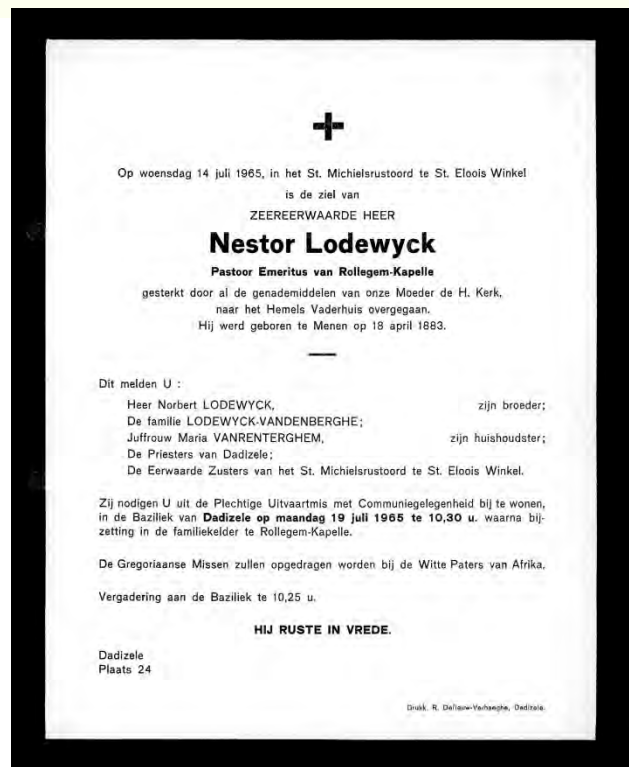 Op woensdag 14 juli 1965, in het St. Michielsrustoord te St. Eloois Winkel
is de ziel van
ZEEREERWAARDE HEER
Nestor Lodewyck
Pastoor Emeritus van Rollegem-Kapelle
gesterkt door al de genademiddelen van onze Moeder de H. Kerk,
naar het Hemels Vaderhuis overgegaan.
Hij werd geboren te Menen op 18 april 1883.
Dit melden U :
Heer Norbert LODEWYCK, zijn broeder;
De familie LODEWYCK-VANDENBERGHE;
Juffrouw Maria VANRENTERGHEM, zijn huishoudster;
De Priesters van Dadizele;
De Eerwaarde Zusters van het St. Michielsrustoord te St. Eloois Winkel.
Zij nodigen U uit de Plechtige Uitvaartmis met Communiegelegenheid bij te wonen,
in de Baziliek van Dadizele op maandag 19 juli 1965 te 10,30 u. waarna bij-
zetting in de familiekelder te Rollegem-Kapelle.
De Gregoriaanse Missen zullen opgedragen worden bij de Witte Paters van Afrika.
Vergadering aan de Baziliek te 10,25 u.
HIJ RUSTE IN VREDE.
Dadizele
Plaats 24
Drukk. R. Dadizele.